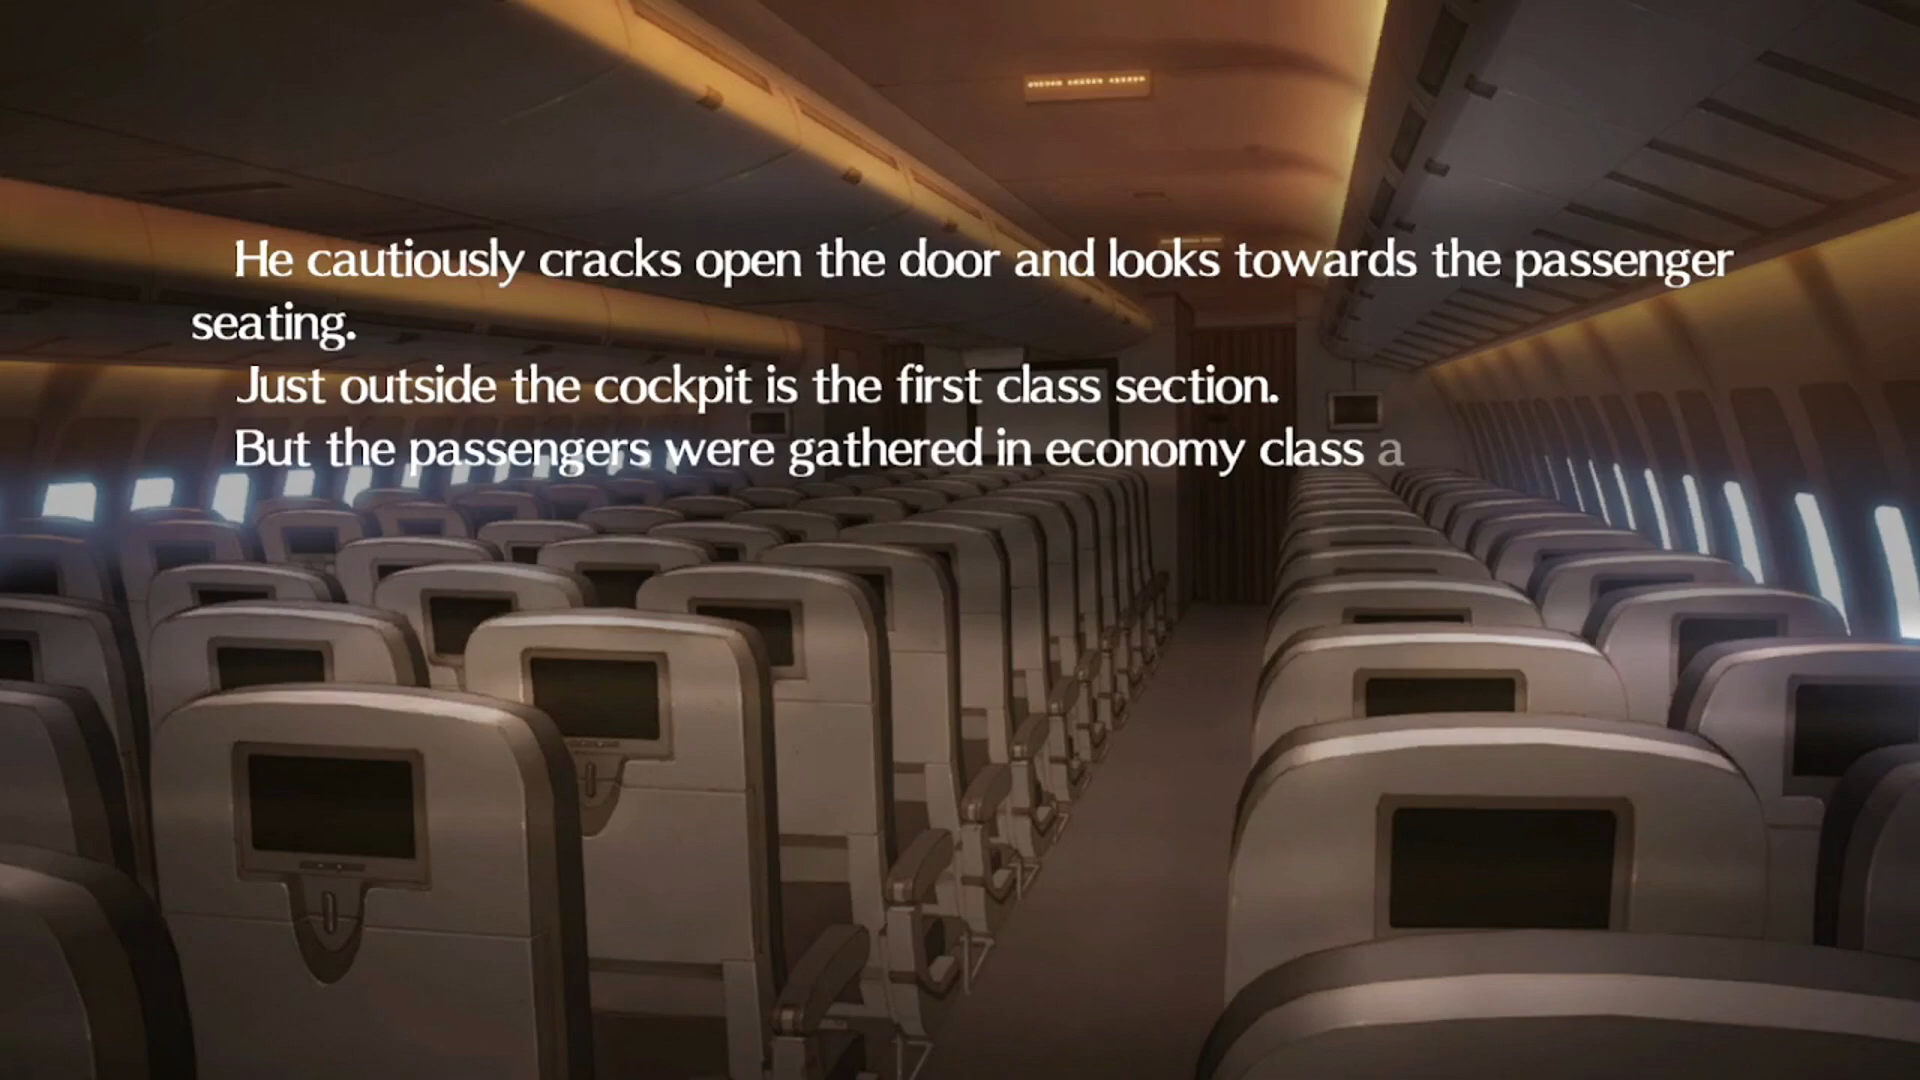 He cautiously cracks open the door and looks towards the passenger
seating.
Just outside the cockpit is the first class section.
But the passengers were gathered in economy class a